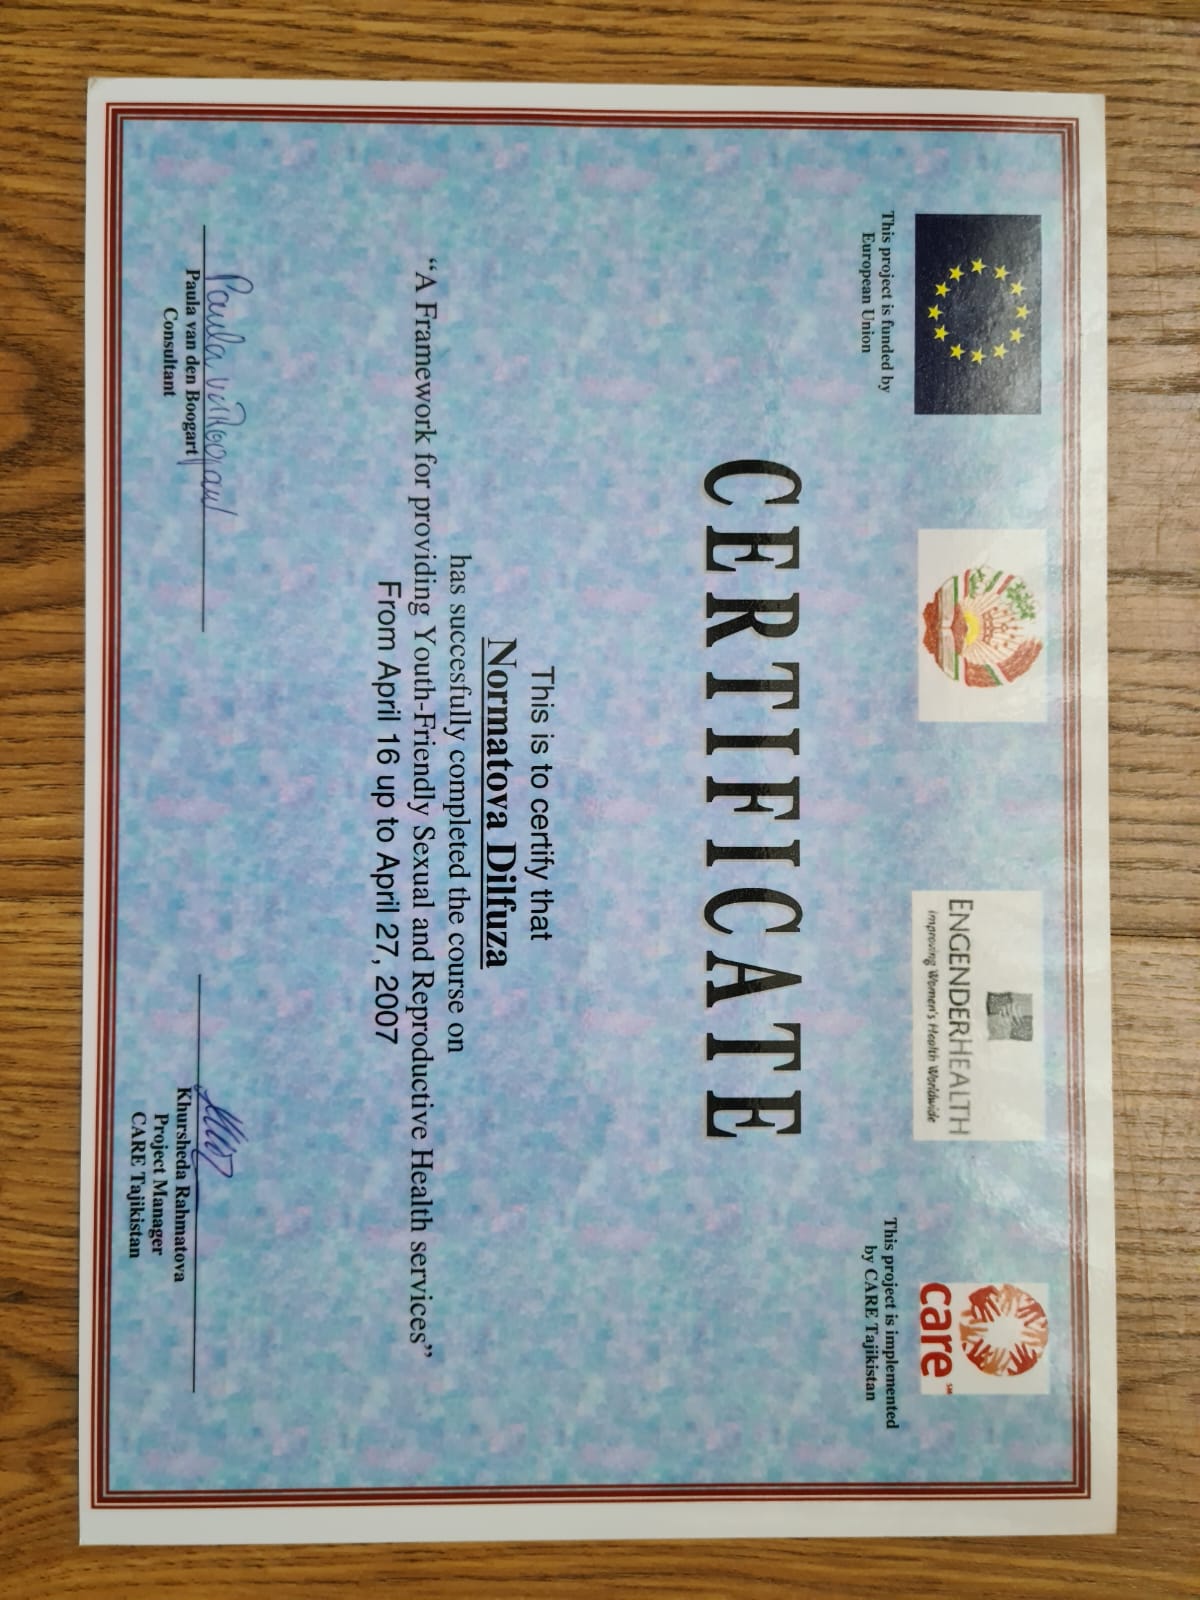 This project is funded by
European Union
ENGENDERHEALTH
improving Women's Health Worldwide
care
SM
This project is implemented
by CARE Tajikistan
CERTIFICATE
This is to certify that
Normatova Dilfuza
has succesfully completed the course on
“A Framework for providing Youth-Friendly Sexual and Reproductive Health services”
From April 16 up to April 27, 2007
Paula van den Boogart
Consultant
Khursheda Rahmatova
Project Manager
CARE Tajikistan